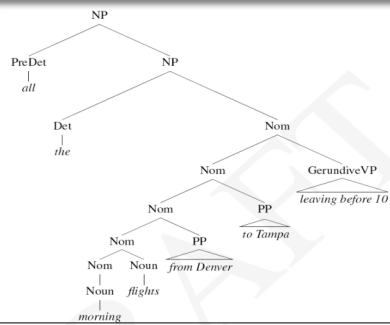 NP
PreDet NP
all
Det Nom
the
Nom GerundiveVP
leaving before 10
Nom PP
to Tampa
Nom PP
from Denver
Nom Noun
Noun flights
morning
DRAFT